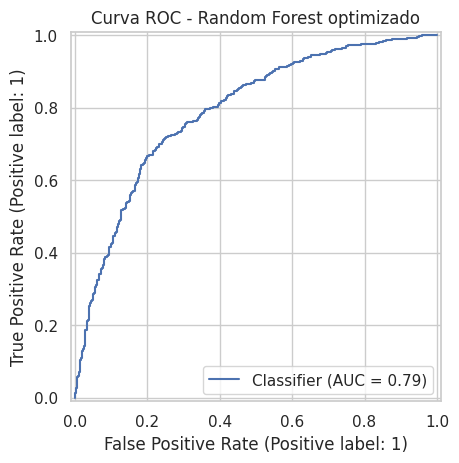 Curva ROC - Random Forest optimizado
True Positive Rate (Positive label: 1)
1.0
0.8
0.6
0.4
0.2
0.0
Classifier (AUC = 0.79)
0.0 0.2 0.4 0.6 0.8 1.0
False Positive Rate (Positive label: 1)